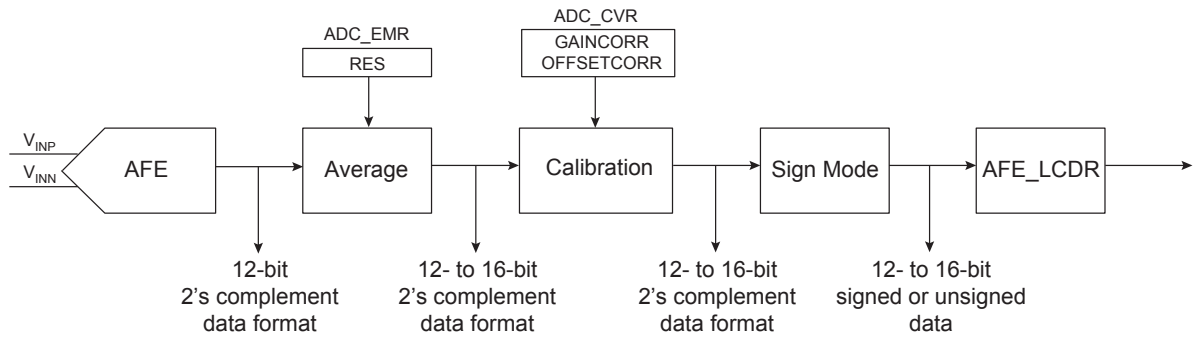 ADC_CVR
ADC_EMR
GAINCORR
OFFSETCORR
RES
V_INP
V_INN
AFE
Average
Calibration
Sign Mode
AFE_LCDR
12-bit
2's complement
data format
12- to 16-bit
2's complement
data format
12- to 16-bit
2's complement
data format
12- to 16-bit
signed or unsigned
data